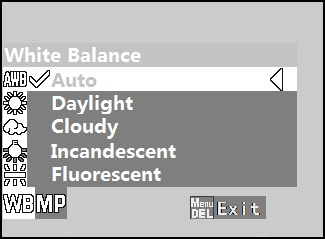 White Balance
AWB Auto
Daylight
Cloudy
Incandescent
Fluorescent
WB MP Menu DEL Exit